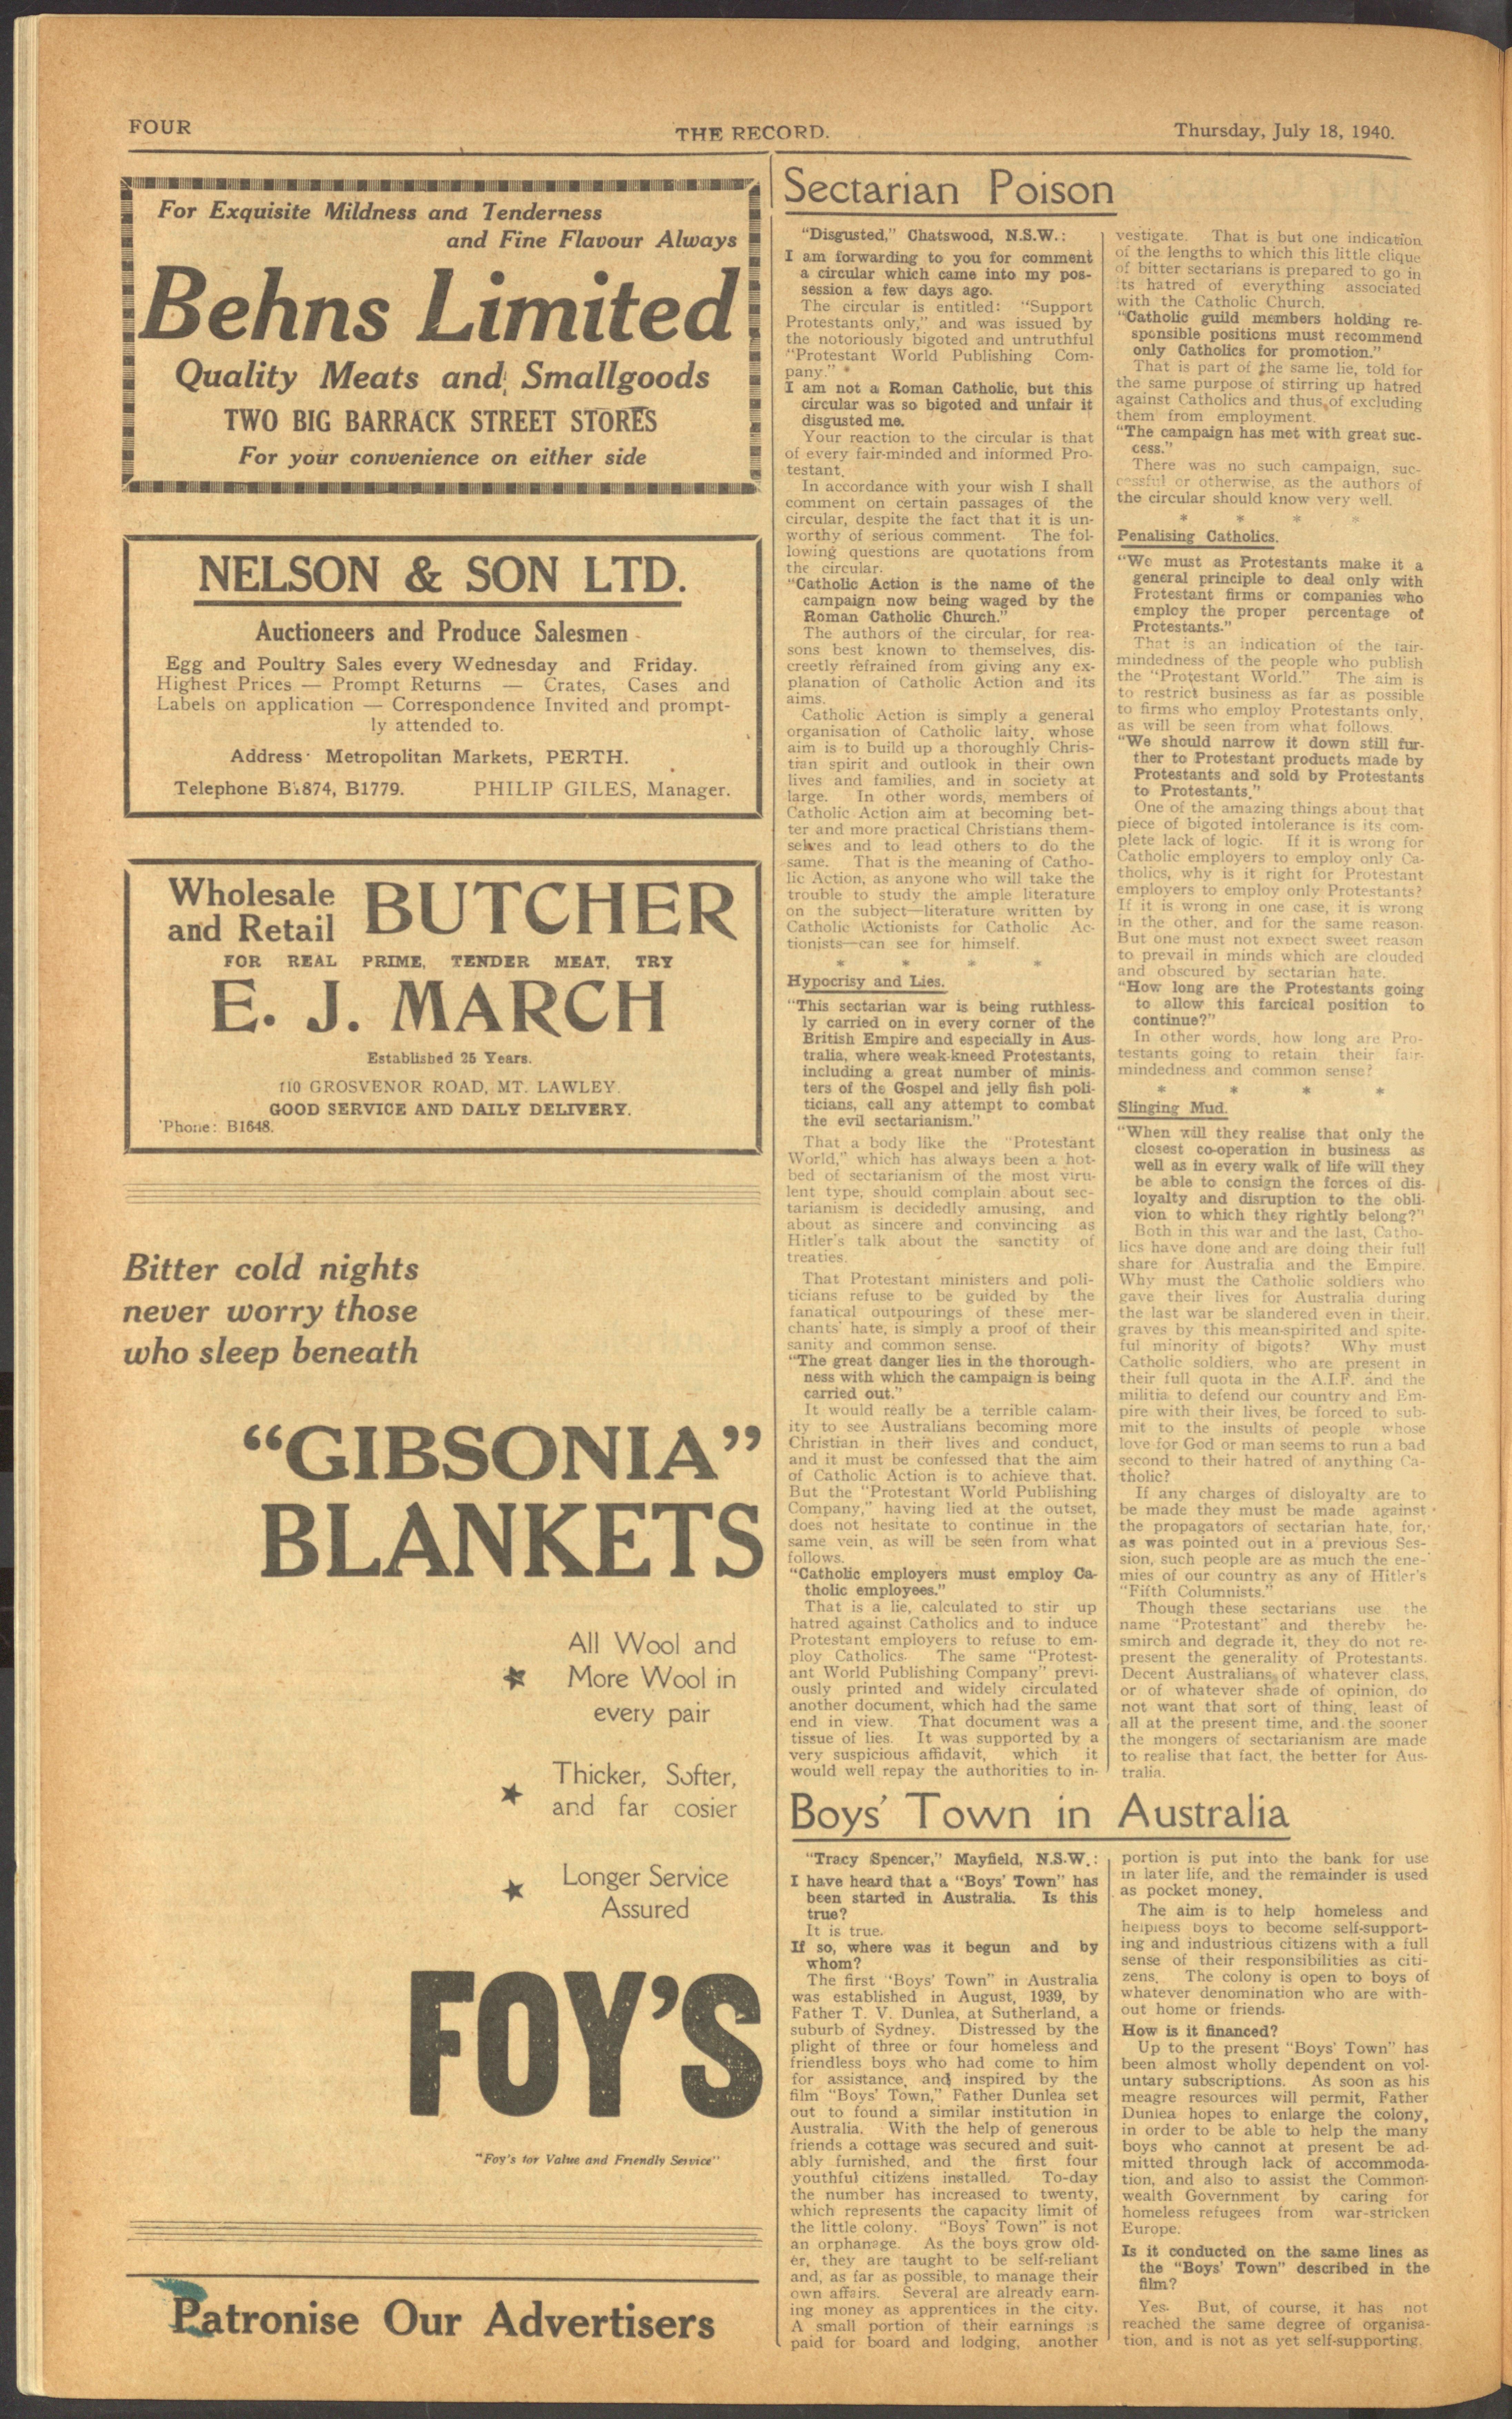 FOUR
THE RECORD.
Thursday, July 18, 1940.
For Exquisite Mildness and Tenderness
and Fine Flavour Always
Behns Limited
Quality Meats and Smallgoods
TWO BIG BARRACK STREET STORES
For your convenience on either side
NELSON & SON LTD.
Auctioneers and Produce Salesmen
Egg and Poultry Sales every Wednesday and Friday.
Highest Prices — Prompt Returns — Crates, Cases and
Labels on application — Correspondence Invited and prompt-
ly attended to.
Address Metropolitan Markets, PERTH.
Telephone B1874, B1779. PHILIP GILES, Manager.
Wholesale
and Retail
BUTCHER
FOR REAL PRIME, TENDER MEAT, TRY
E. J. MARCH
Established 25 Years.
110 GROSVENOR ROAD, MT. LAWLEY.
GOOD SERVICE AND DAILY DELIVERY.
'Phone: B1648.
Bitter cold nights
never worry those
who sleep beneath
"GIBSONIA"
BLANKETS
All Wool and
More Wool in
every pair
Thicker, Softer,
and far cosier
Longer Service
Assured
FOY'S
"Foy's for Value and Friendly Service"
Patronise Our Advertisers
Sectarian Poison
"Disgusted," Chatswood, N.S.W.:
I am forwarding to you for comment
a circular which came into my pos-
session a few days ago.
The circular is entitled: "Support
Protestants only," and was issued by
the notoriously bigoted and untruthful
"Protestant World Publishing Com-
pany."
I am not a Roman Catholic, but this
circular was so bigoted and unfair it
disgusted me.
Your reaction to the circular is that
of every fair-minded and informed Pro-
testant.
In accordance with your wish I shall
comment on certain passages of the
circular, despite the fact that it is un-
worthy of serious comment. The fol-
lowing questions are quotations from
the circular.
"Catholic Action is the name of the
campaign now being waged by the
Roman Catholic Church."
The authors of the circular, for rea-
sons best known to themselves, dis-
creetly refrained from giving any ex-
planation of Catholic Action and its
aims.
Catholic Action is simply a general
organisation of Catholic laity, whose
aim is to build up a thoroughly Chris-
tian spirit and outlook in their own
lives and families, and in society at
large. In other words, members of
Catholic Action aim at becoming bet-
ter and more practical Christians them-
selves and to lead others to do the
same. That is the meaning of Catho-
lic Action, as anyone who will take the
trouble to study the ample literature
on the subject—literature written by
Catholic Actionists for Catholic Ac-
tionists—can see for himself.
* * * *
Hypocrisy and Lies.
"This sectarian war is being ruthless-
ly carried on in every corner of the
British Empire and especially in Aus-
tralia, where weak-kneed Protestants,
including a great number of minis-
ters of the Gospel and jelly fish poli-
ticians, call any attempt to combat
the evil sectarianism."
That a body like the "Protestant
World," which has always been a hot-
bed of sectarianism of the most viru-
lent type, should complain about sec-
tarianism is decidedly amusing, and
about as sincere and convincing as
Hitler's talk about the sanctity of
treaties.
That Protestant ministers and poli-
ticians refuse to be guided by the
fanatical outpourings of these mer-
chants' hate, is simply a proof of their
sanity and common sense.
"The great danger lies in the thorough-
ness with which the campaign is being
carried out."
It would really be a terrible calam-
ity to see Australians becoming more
Christian in their lives and conduct,
and it must be confessed that the aim
of Catholic Action is to achieve that.
But the "Protestant World Publishing
Company," having lied at the outset,
does not hesitate to continue in the
same vein, as will be seen from what
follows.
"Catholic employers must employ Ca-
tholic employees."
That is a lie, calculated to stir up
hatred against Catholics and to induce
Protestant employers to refuse to em-
ploy Catholics. The same "Protest-
ant World Publishing Company" previ-
ously printed and widely circulated
another document, which had the same
end in view. That document was a
tissue of lies. It was supported by a
very suspicious affidavit, which it
would well repay the authorities to in-
vestigate. That is but one indication
of the lengths to which this little clique
of bitter sectarians is prepared to go in
its hatred of everything associated
with the Catholic Church.
"Catholic guild members holding re-
sponsible positions must recommend
only Catholics for promotion."
That is part of the same lie, told for
the same purpose of stirring up hatred
against Catholics and thus of excluding
them from employment.
"The campaign has met with great suc-
cess."
There was no such campaign, suc-
cessful or otherwise, as the authors of
the circular should know very well.
* * * *
Penalising Catholics.
"We must as Protestants make it a
general principle to deal only with
Protestant firms or companies who
employ the proper percentage of
Protestants."
That is an indication of the fair-
mindedness of the people who publish
the "Protestant World." The aim is
to restrict business as far as possible
to firms who employ Protestants only,
as will be seen from what follows.
"We should narrow it down still fur-
ther to Protestant products made by
Protestants and sold by Protestants
to Protestants."
One of the amazing things about that
piece of bigoted intolerance is its com-
plete lack of logic. If it is wrong for
Catholic employers to employ only Ca-
tholics, why is it right for Protestant
employers to employ only Protestants?
If it is wrong in one case, it is wrong
in the other, and for the same reason.
But one must not expect sweet reason
to prevail in minds which are clouded
and obscured by sectarian hate.
"How long are the Protestants going
to allow this farcical position to
continue?"
In other words, how long are Pro-
testants going to retain their fair-
mindedness and common sense?
* * * *
Slinging Mud.
"When will they realise that only the
closest co-operation in business as
well as in every walk of life will they
be able to consign the forces of dis-
loyalty and disruption to the obli-
vion to which they rightly belong?"
Both in this war and the last, Catho-
lics have done and are doing their full
share for Australia and the Empire.
Why must the Catholic soldiers who
gave their lives for Australia during
the last war be slandered even in their
graves by this mean-spirited and spite-
ful minority of bigots? Why must
Catholic soldiers, who are present in
their full quota in the A.I.F. and the
militia to defend our country and Em-
pire with their lives, be forced to sub-
mit to the insults of people whose
love for God or man seems to run a bad
second to their hatred of anything Ca-
tholic?
If any charges of disloyalty are to
be made they must be made against
the propagators of sectarian hate, for,
as was pointed out in a previous Ses-
sion, such people are as much the ene-
mies of our country as any of Hitler's
"Fifth Columnists."
Though these sectarians use the
name "Protestant" and thereby be-
smirch and degrade it, they do not re-
present the generality of Protestants.
Decent Australians of whatever class,
or of whatever shade of opinion, do
not want that sort of thing, least of
all at the present time, and the sooner
the mongers of sectarianism are made
to realise that fact, the better for Aus-
tralia.
Boys' Town in Australia
"Tracy Spencer," Mayfield, N.S.W.:
I have heard that a "Boys' Town" has
been started in Australia. Is this
true?
It is true.
If so, where was it begun and by
whom?
The first "Boys' Town" in Australia
was established in August, 1939, by
Father T. V. Dunlea, at Sutherland, a
suburb of Sydney. Distressed by the
plight of three or four homeless and
friendless boys who had come to him
for assistance, and inspired by the
film "Boys' Town," Father Dunlea set
out to found a similar institution in
Australia. With the help of generous
friends a cottage was secured and suit-
ably furnished, and the first four
youthful citizens installed. To-day
the number has increased to twenty,
which represents the capacity limit of
the little colony. "Boys' Town" is not
an orphanage. As the boys grow old-
er, they are taught to be self-reliant
and, as far as possible, to manage their
own affairs. Several are already earn-
ing money as apprentices in the city.
A small portion of their earnings is
paid for board and lodging, another
portion is put into the bank for use
in later life, and the remainder is used
as pocket money.
The aim is to help homeless and
helpless boys to become self-support-
ing and industrious citizens with a full
sense of their responsibilities as citi-
zens. The colony is open to boys of
whatever denomination who are with-
out home or friends.
How is it financed?
Up to the present "Boys' Town" has
been almost wholly dependent on vol-
untary subscriptions. As soon as his
meagre resources will permit, Father
Dunlea hopes to enlarge the colony,
in order to be able to help the many
boys who cannot at present be ad-
mitted through lack of accommoda-
tion, and also to assist the Common-
wealth Government by caring for
homeless refugees from war-stricken
Europe.
Is it conducted on the same lines as
the "Boys' Town" described in the
film?
Yes. But, of course, it has not
reached the same degree of organisa-
tion, and is not as yet self-supporting.